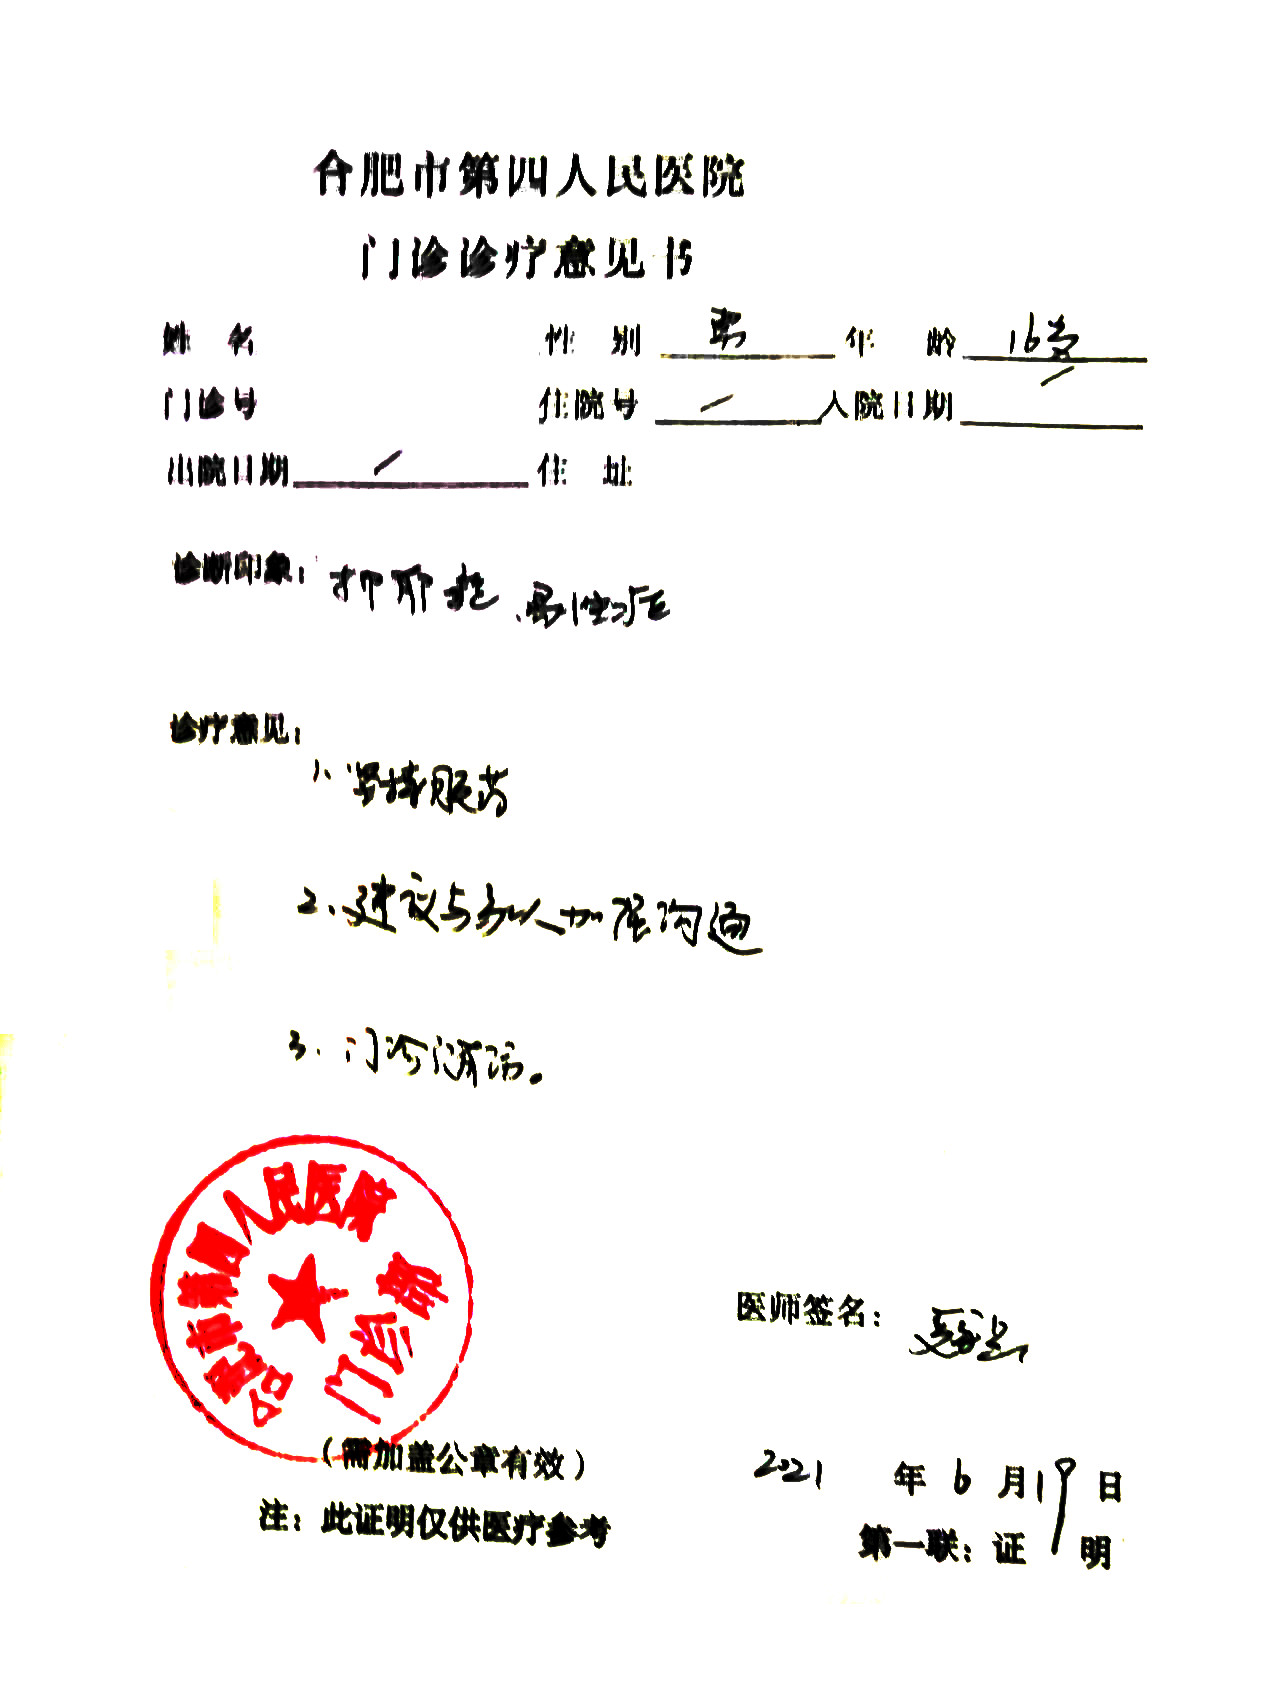 合肥市第四人民医院
门诊诊疗意见书
姓 名 性 别 男 年 龄 16岁
门诊号 住院号 / 入院日期 /
出院日期 / 住 址
诊断印象：抑郁症、男性
诊疗意见：
1、坚持服药
2、建议与家人加强沟通
3、门诊随访。
合肥市第四人民医院
门诊部
医师签名：
（需加盖公章有效）
2021 年 6 月 19 日
注：此证明仅供医疗参考
第一联：证 明